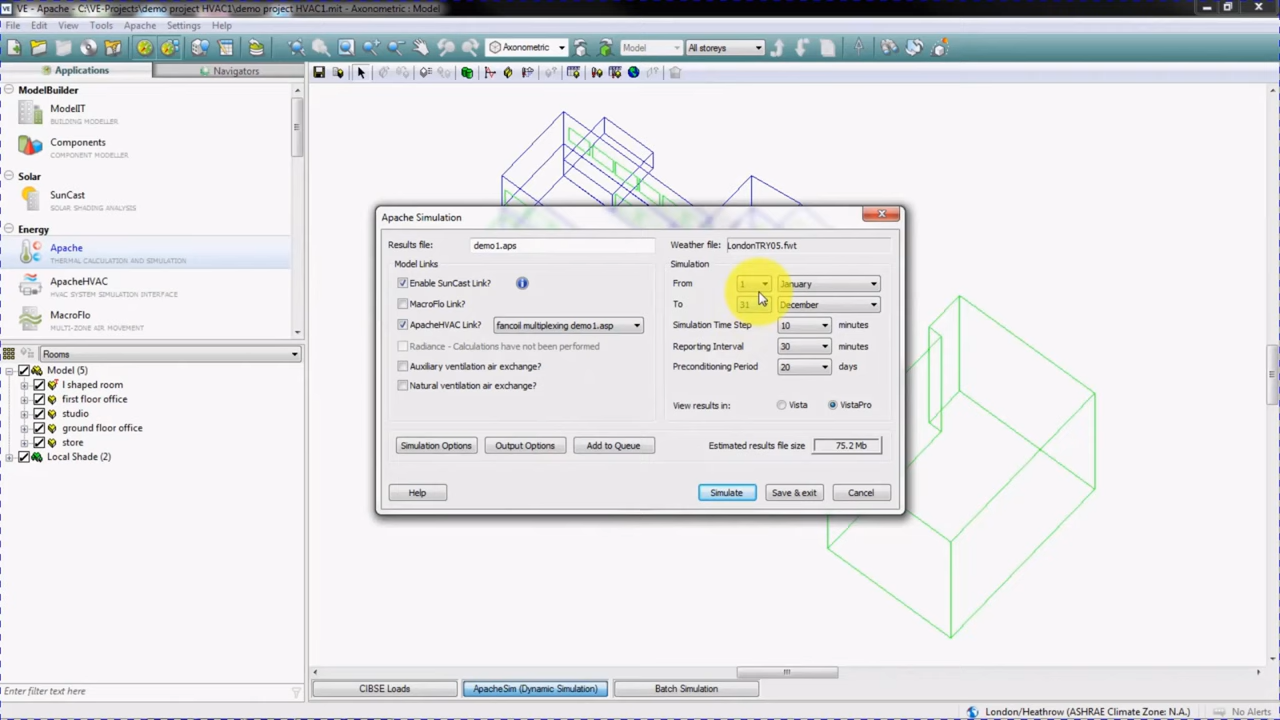 VE - Apache - C:\VE-Projects\demo project HVAC1\demo project HVAC1.mit - Axonometric : Model
File Edit View Tools Apache Settings Help
Axonometric Model All storeys
Applications Navigators
ModelBuilder
ModelIT
BUILDING MODELLER
Components
COMPONENT MODELLER
Solar
SunCast
SOLAR SHADING ANALYSIS
Energy
Apache
THERMAL CALCULATION AND SIMULATION
ApacheHVAC
HVAC SYSTEM SIMULATION INTERFACE
MacroFlo
MULTI-ZONE AIR MOVEMENT
Rooms
Model (5)
l shaped room
first floor office
studio
ground floor office
store
Local Shade (2)
Enter filter text here
Apache Simulation
Results file: demo1.aps
Weather file: LondonTRY05.fwt
Model Links
Enable SunCast Link?
MacroFlo Link?
ApacheHVAC Link? fancoil multiplexing demo1.asp
Radiance - Calculations have not been performed
Auxiliary ventilation air exchange?
Natural ventilation air exchange?
Simulation
From 1 January
To 31 December
Simulation Time Step 10 minutes
Reporting Interval 30 minutes
Preconditioning Period 20 days
View results in: Vista VistaPro
Simulation Options Output Options Add to Queue
Estimated results file size 75.2 Mb
Help Simulate Save & exit Cancel
CIBSE Loads ApacheSim (Dynamic Simulation) Batch Simulation
London/Heathrow (ASHRAE Climate Zone: N.A.) No Alerts